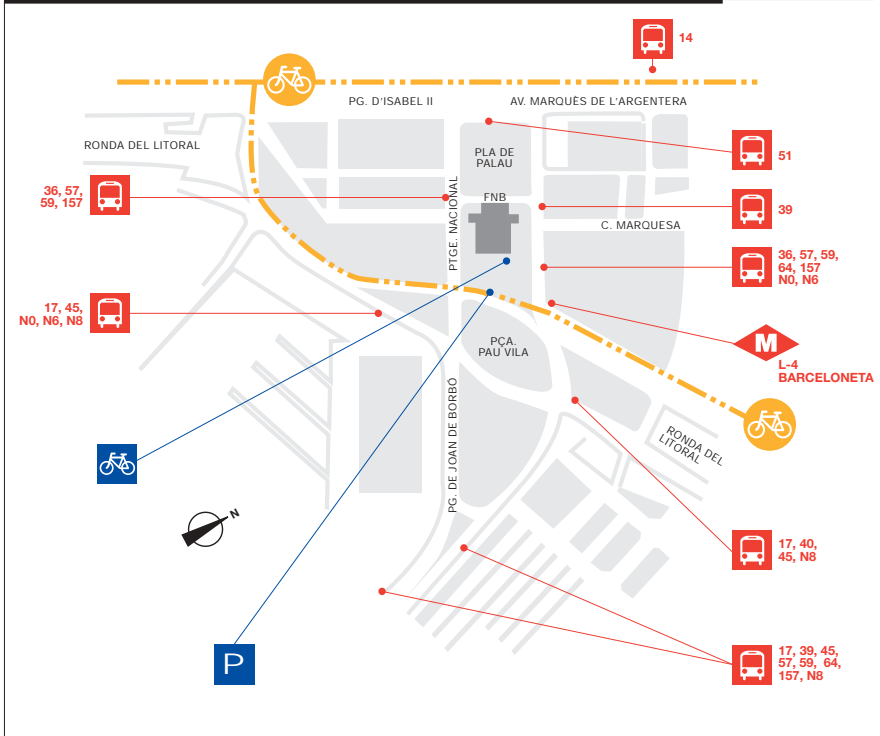 14
PG. D'ISABEL II
AV. MARQUÈS DE L'ARGENTERA
RONDA DEL LITORAL
PLA DE
PALAU
51
36, 57,
59, 157
PTGE. NACIONAL
FNB
39
C. MARQUESA
36, 57, 59,
64, 157
N0, N6
17, 45,
N0, N6, N8
M
L-4
BARCELONETA
PÇA.
PAU VILA
PG. DE JOAN DE BORBÓ
RONDA DEL
LITORAL
N
17, 40,
45, N8
P
17, 39, 45,
57, 59, 64,
157, N8